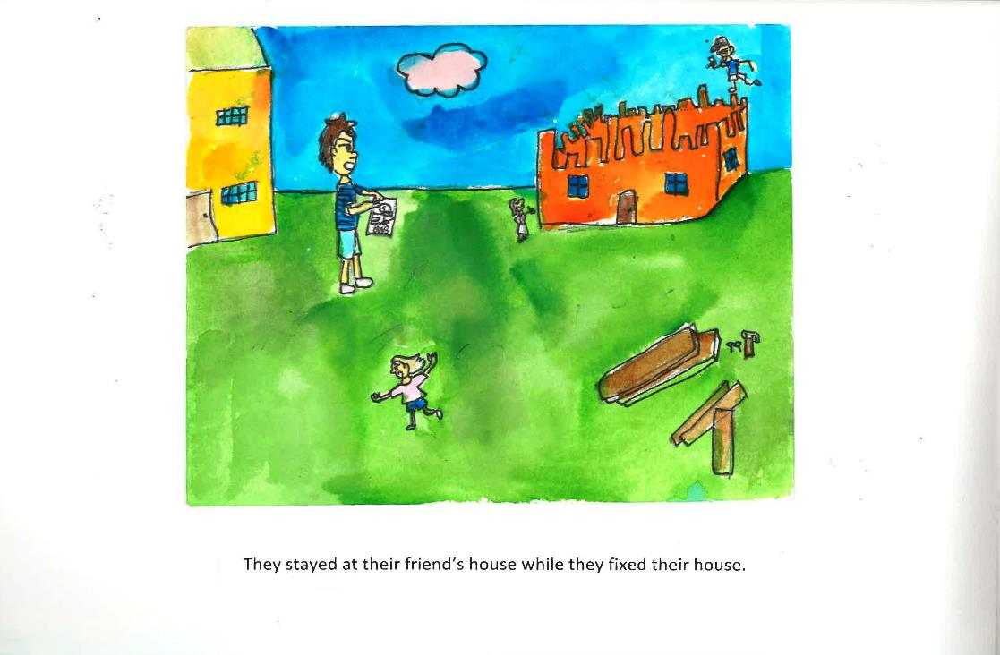 They stayed at their friend's house while they fixed their house.